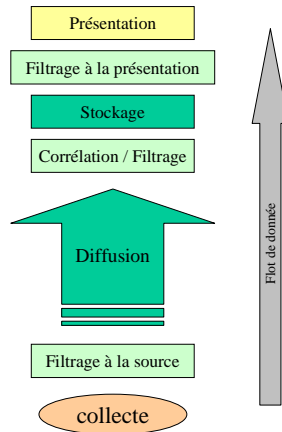 Présentation
Filtrage à la présentation
Stockage
Corrélation / Filtrage
Diffusion
Filtrage à la source
collecte
Flot de donnée